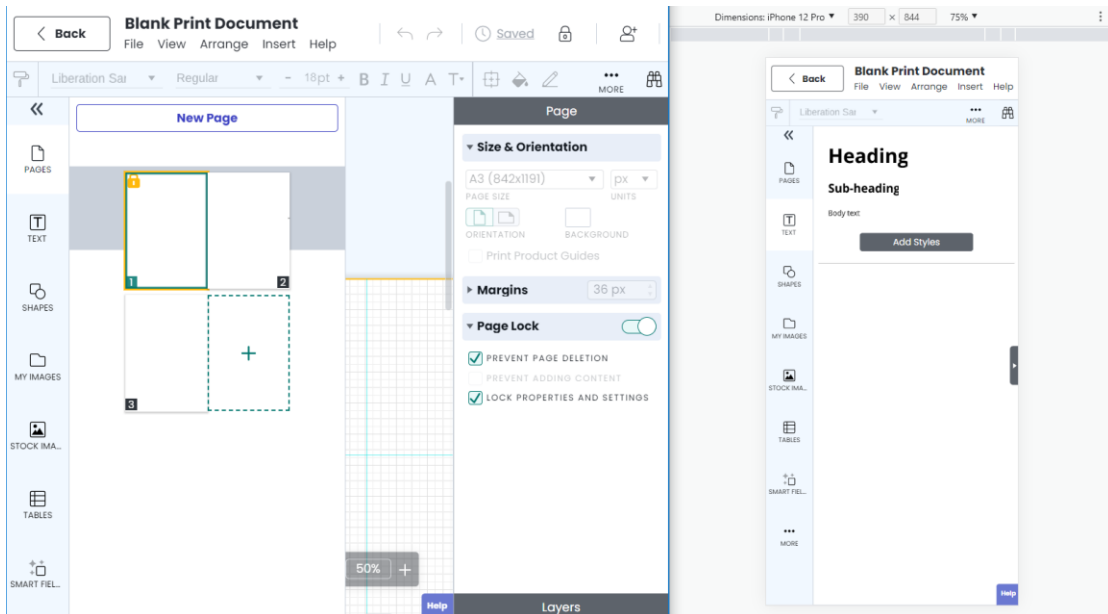 Back
Blank Print Document
File View Arrange Insert Help
Saved
Liberation Sar
Regular
- 18pt +
B I U A T
MORE
New Page
PAGES
TEXT
SHAPES
MY IMAGES
STOCK IMA...
TABLES
SMART FIEL...
1
2
3
+
50% +
Help
Page
Size & Orientation
A3 (842x1191)
px
PAGE SIZE
UNITS
ORIENTATION
BACKGROUND
Print Product Guides
Margins
36 px
Page Lock
PREVENT PAGE DELETION
PREVENT ADDING CONTENT
LOCK PROPERTIES AND SETTINGS
Layers
Dimensions: iPhone 12 Pro 390 × 844 75%
Back
Blank Print Document
File View Arrange Insert Help
Liberation Sar
MORE
PAGES
TEXT
SHAPES
MY IMAGES
STOCK IMA...
TABLES
SMART FIEL...
MORE
Heading
Sub-heading
Body text
Add Styles
Help